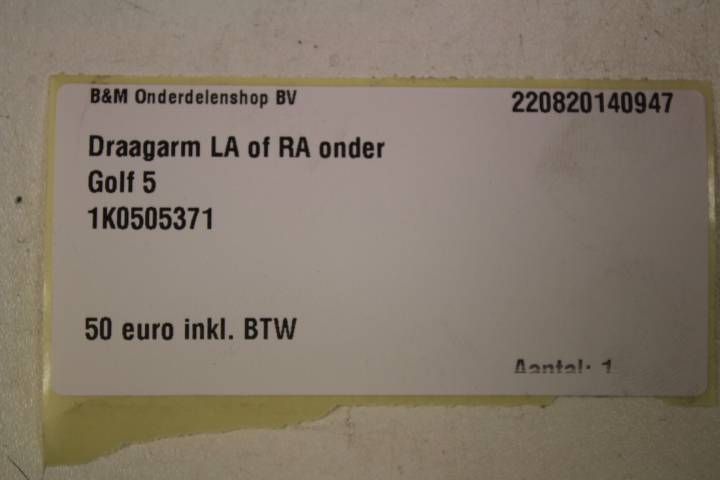 B&M Onderdelenshop BV 220820140947
Draagarm LA of RA onder
Golf 5
1K0505371
50 euro inkl. BTW
Aantal: 1